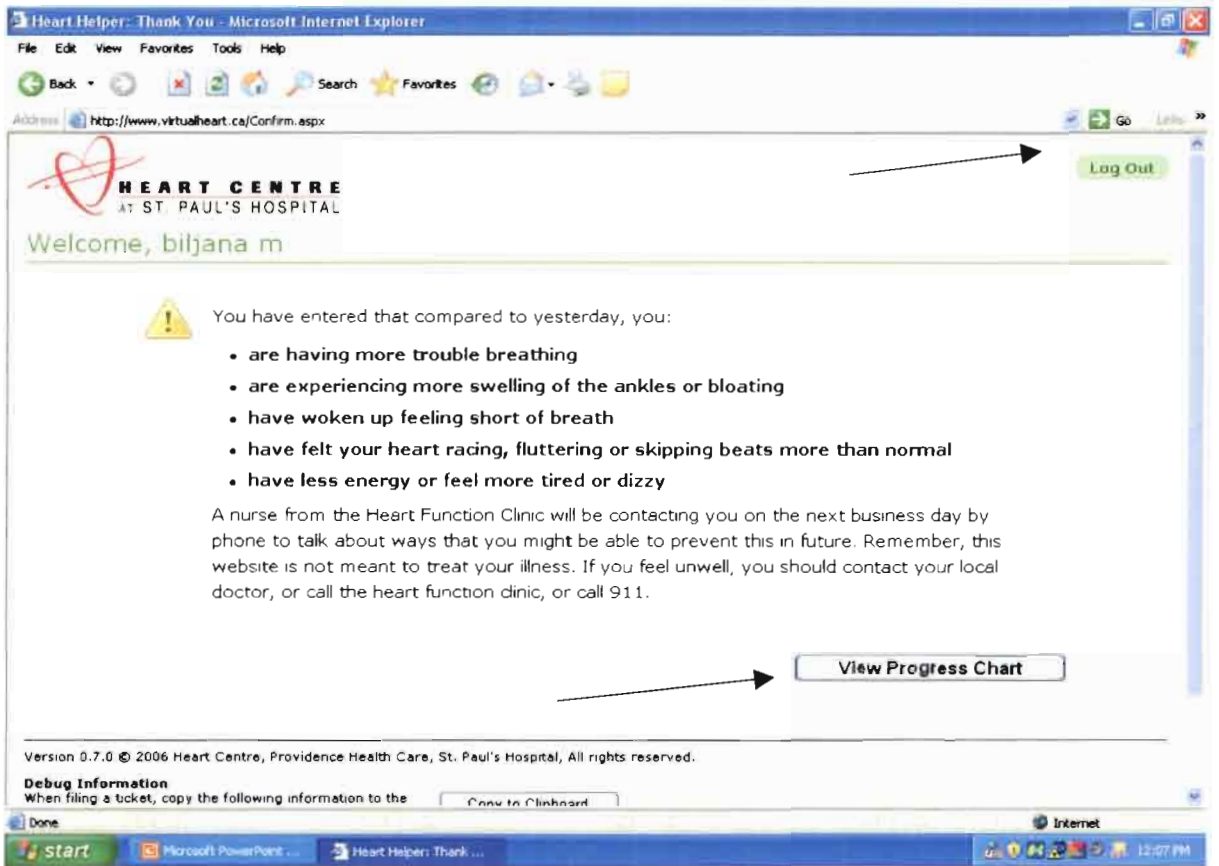 Heart Helper: Thank You - Microsoft Internet Explorer
File Edit View Favorites Tools Help
Back Search Favorites
Address http://www.virtualheart.ca/Confirm.aspx Go Links »
HEART CENTRE
AT ST. PAUL'S HOSPITAL
Log Out
Welcome, biljana m
You have entered that compared to yesterday, you:
• are having more trouble breathing
• are experiencing more swelling of the ankles or bloating
• have woken up feeling short of breath
• have felt your heart racing, fluttering or skipping beats more than normal
• have less energy or feel more tired or dizzy
A nurse from the Heart Function Clinic will be contacting you on the next business day by
phone to talk about ways that you might be able to prevent this in future. Remember, this
website is not meant to treat your illness. If you feel unwell, you should contact your local
doctor, or call the heart function clinic, or call 911.
View Progress Chart
Version 0.7.0 © 2006 Heart Centre, Providence Health Care, St. Paul's Hospital, All rights reserved.
Debug Information
When filing a ticket, copy the following information to the
Copy to Clipboard
Done Internet
start Microsoft PowerPoint ... Heart Helper: Thank ... 12:07 PM